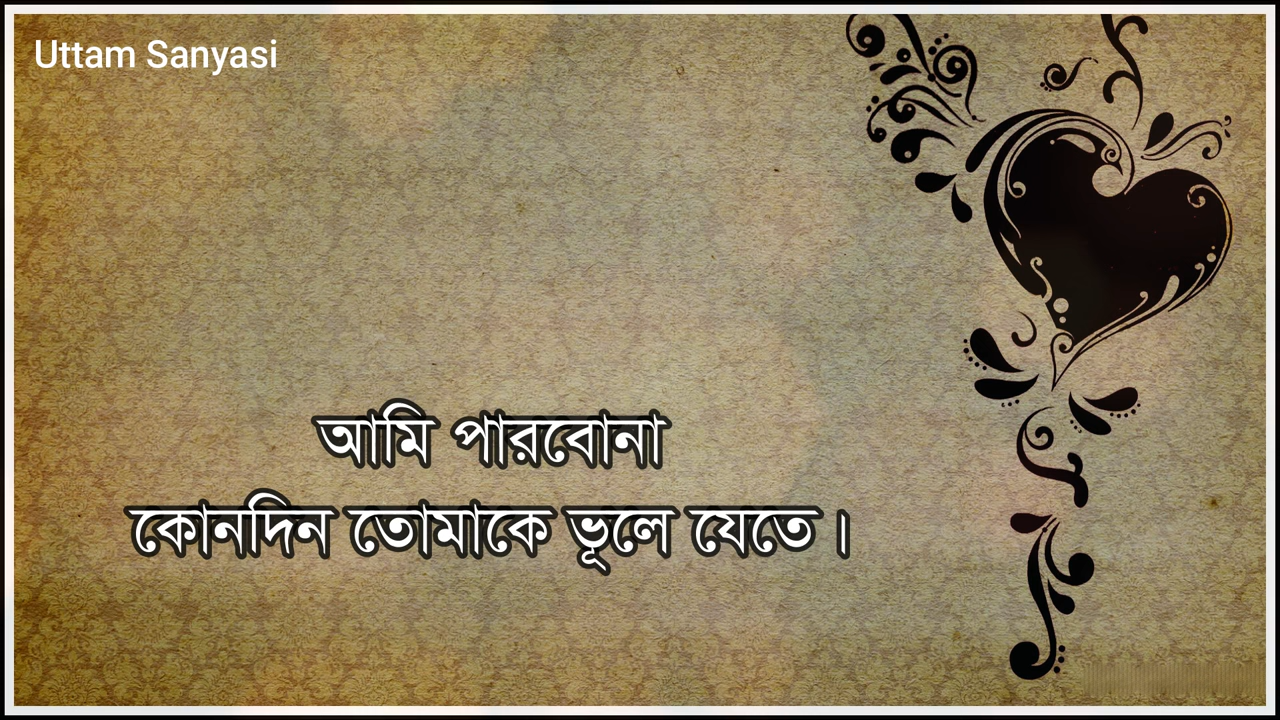 Uttam Sanyasi
আমি পারবোনা
কোনদিন তোমাকে ভূলে যেতে।